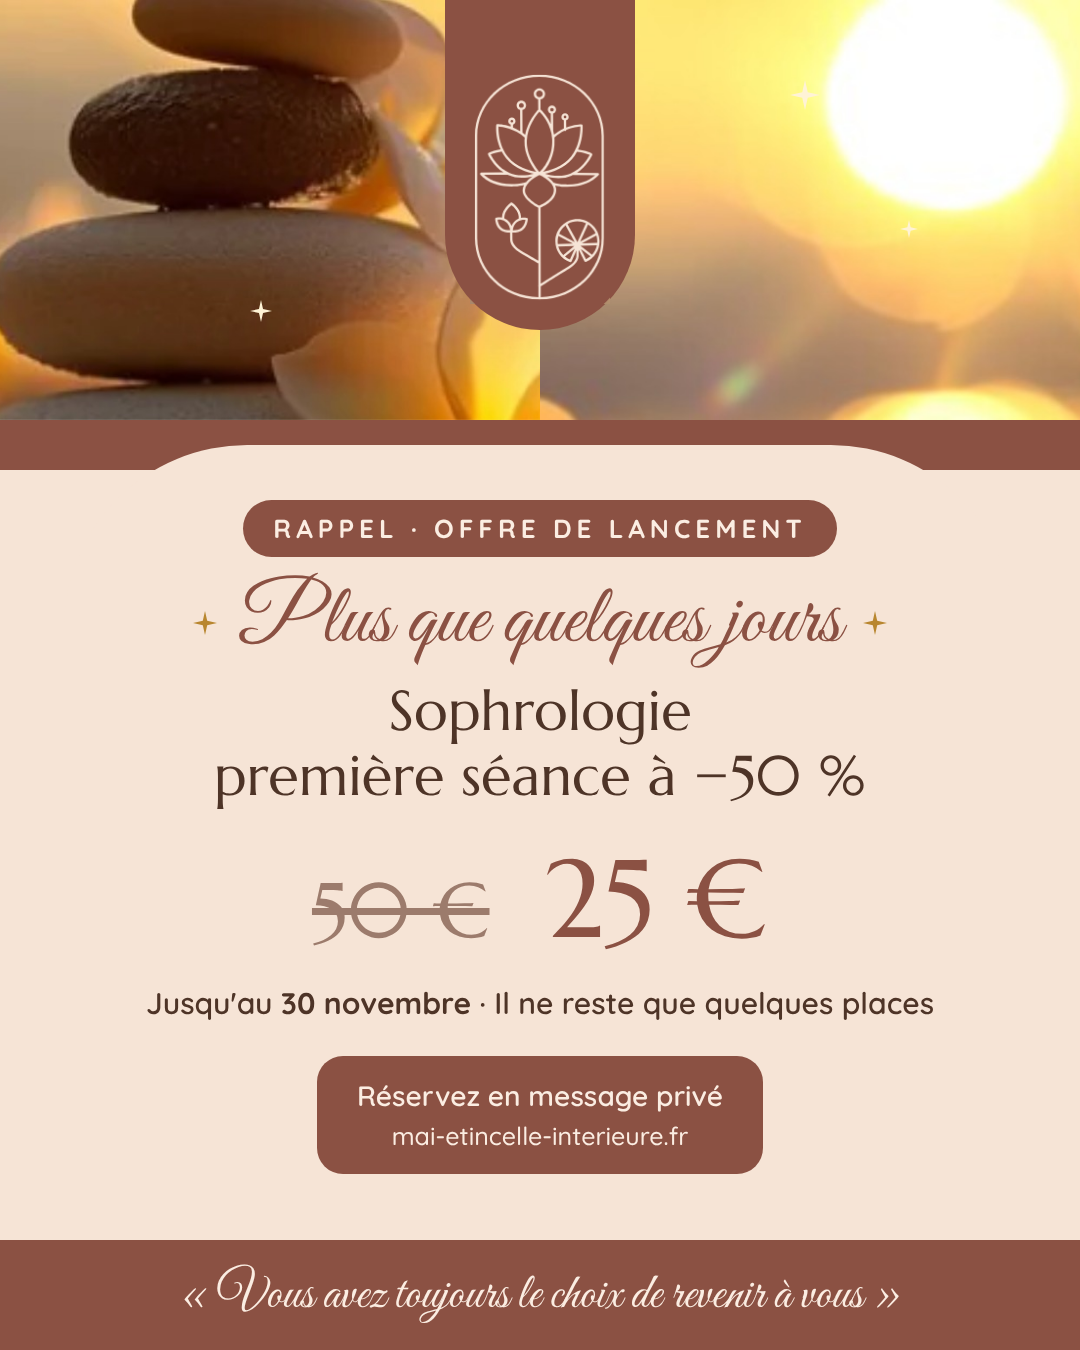 RAPPEL · OFFRE DE LANCEMENT
Plus que quelques jours
Sophrologie
première séance à −50 %
50 € 25 €
Jusqu'au 30 novembre · Il ne reste que quelques places
Réservez en message privé
mai-etincelle-interieure.fr
« Vous avez toujours le choix de revenir à vous »